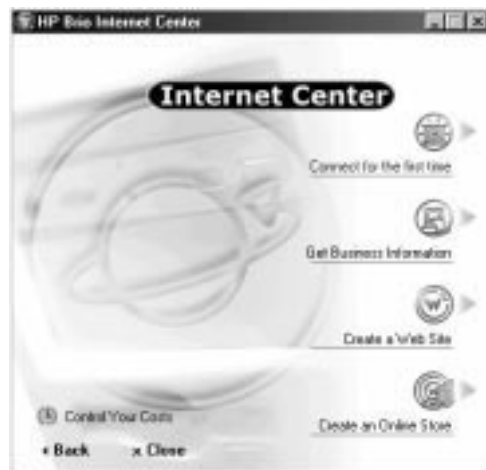 HP Brio Internet Center
Internet Center
Connect for the first time
Get Business Information
Create a Web Site
Create an Online Store
Control Your Costs
Back
x Close